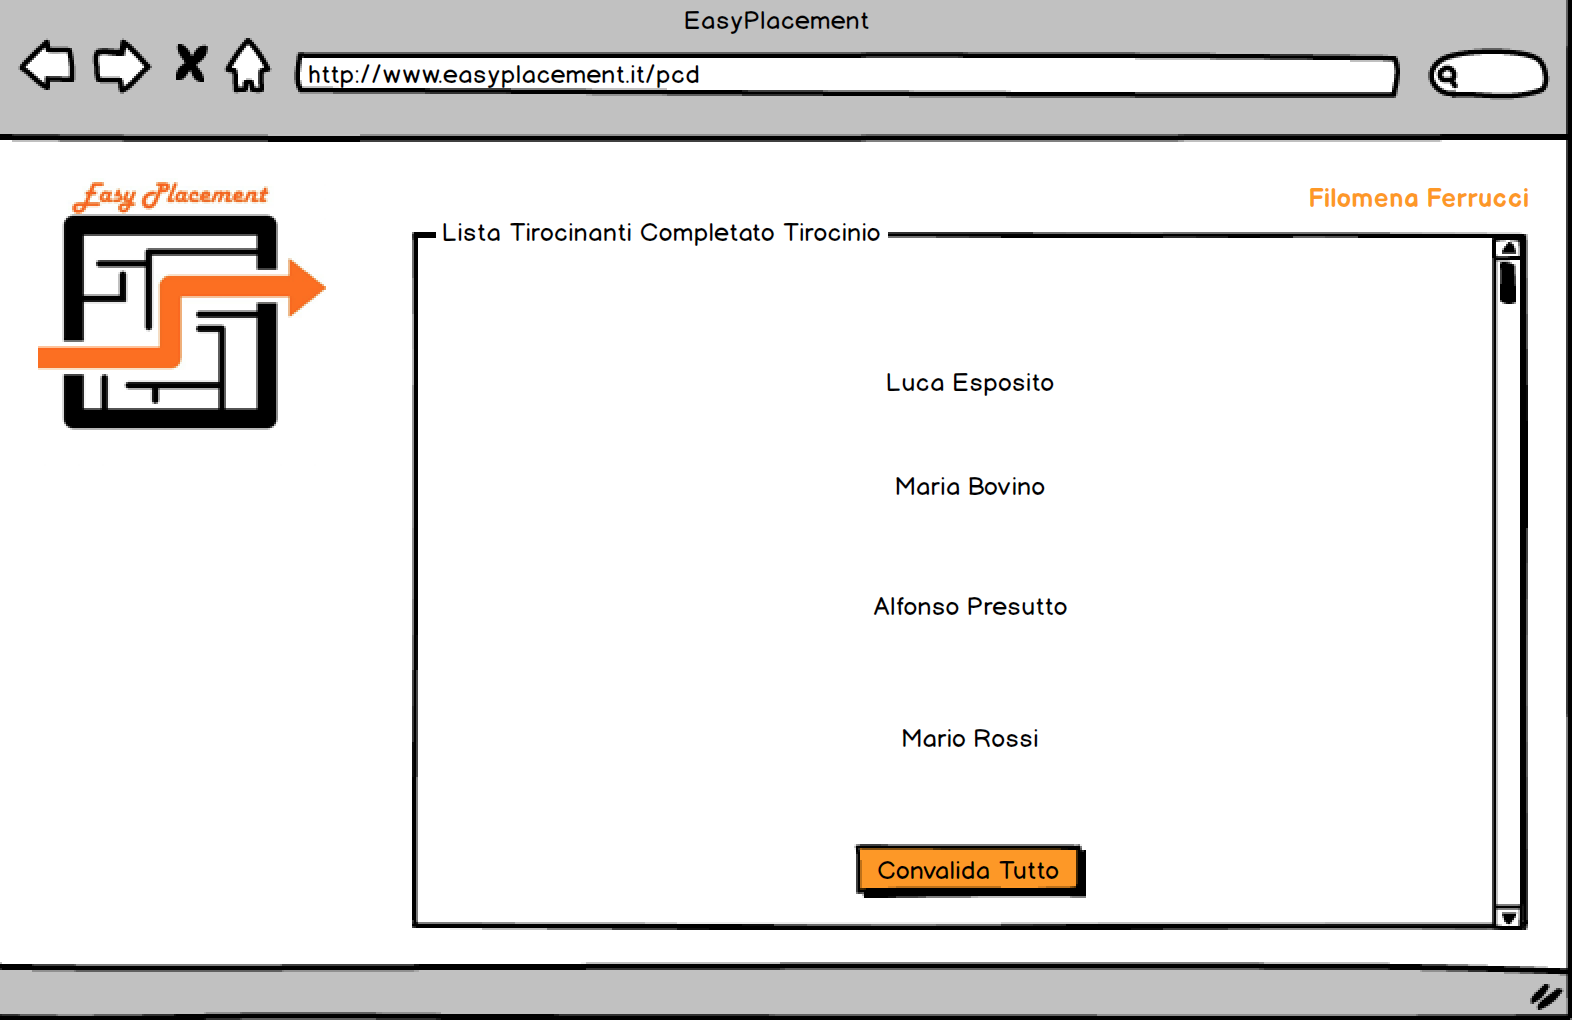 EasyPlacement
http://www.easyplacement.it/pcd
Easy Placement
Filomena Ferrucci
Lista Tirocinanti Completato Tirocinio
Luca Esposito
Maria Bovino
Alfonso Presutto
Mario Rossi
Convalida Tutto